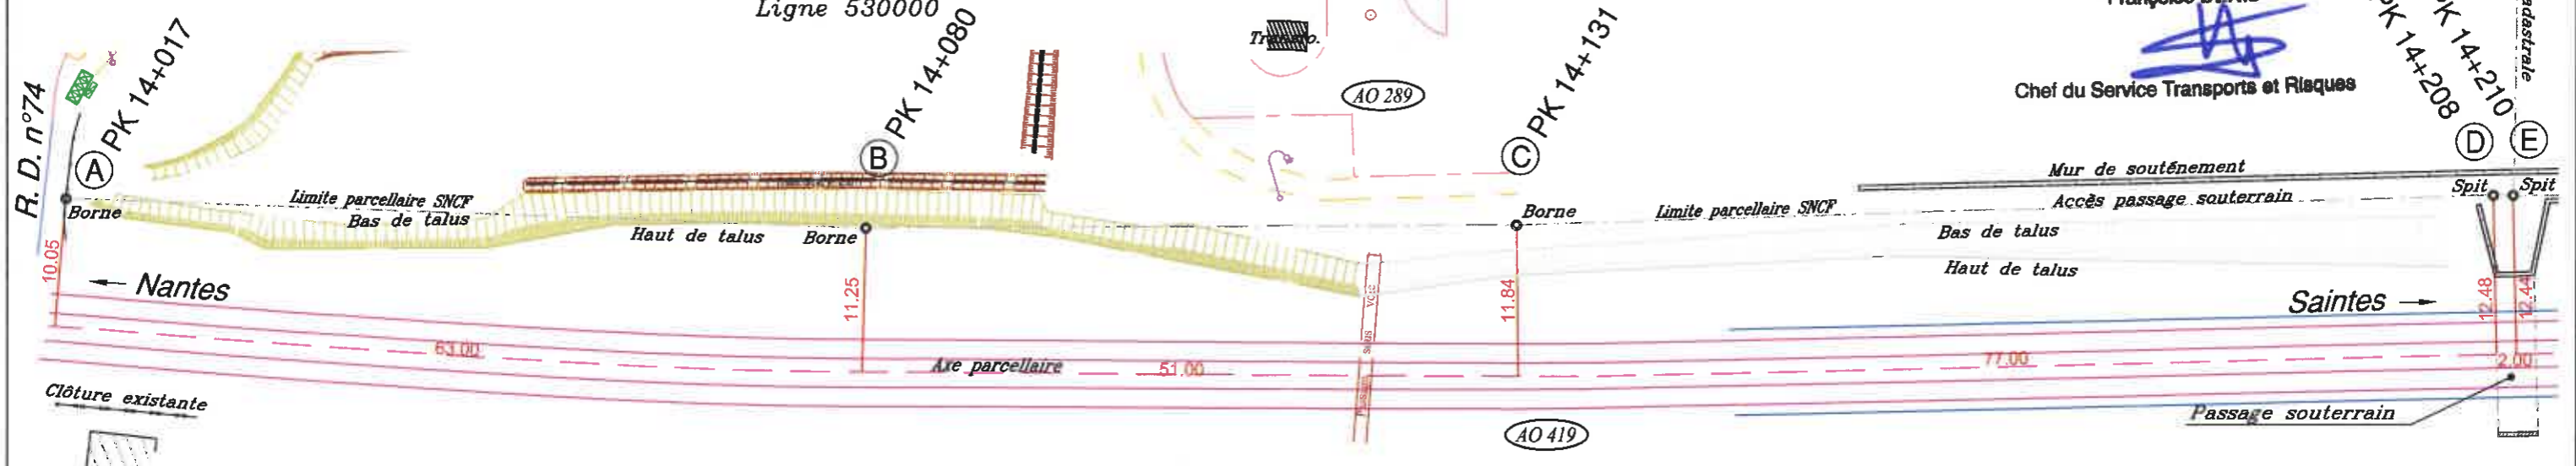 Ligne 530000
Chef du Service Transports et Risques
R. D. n°74
PK 14+017
PK 14+080
PK 14+131
PK 14+208
PK 14+210
adastrale
Transfo.
AO 289
A
B
C
D
E
Mur de souténement
Borne
Limite parcellaire SNCF
Bas de talus
Haut de talus
Borne
Borne
Limite parcellaire SNCF
Accès passage souterrain
Spit
Spit
Bas de talus
Haut de talus
10.05
11.25
11.84
12.48
12.44
← Nantes
Saintes →
63.00
Axe parcellaire
51.00
77.00
2.00
Clôture existante
AO 419
Passage souterrain